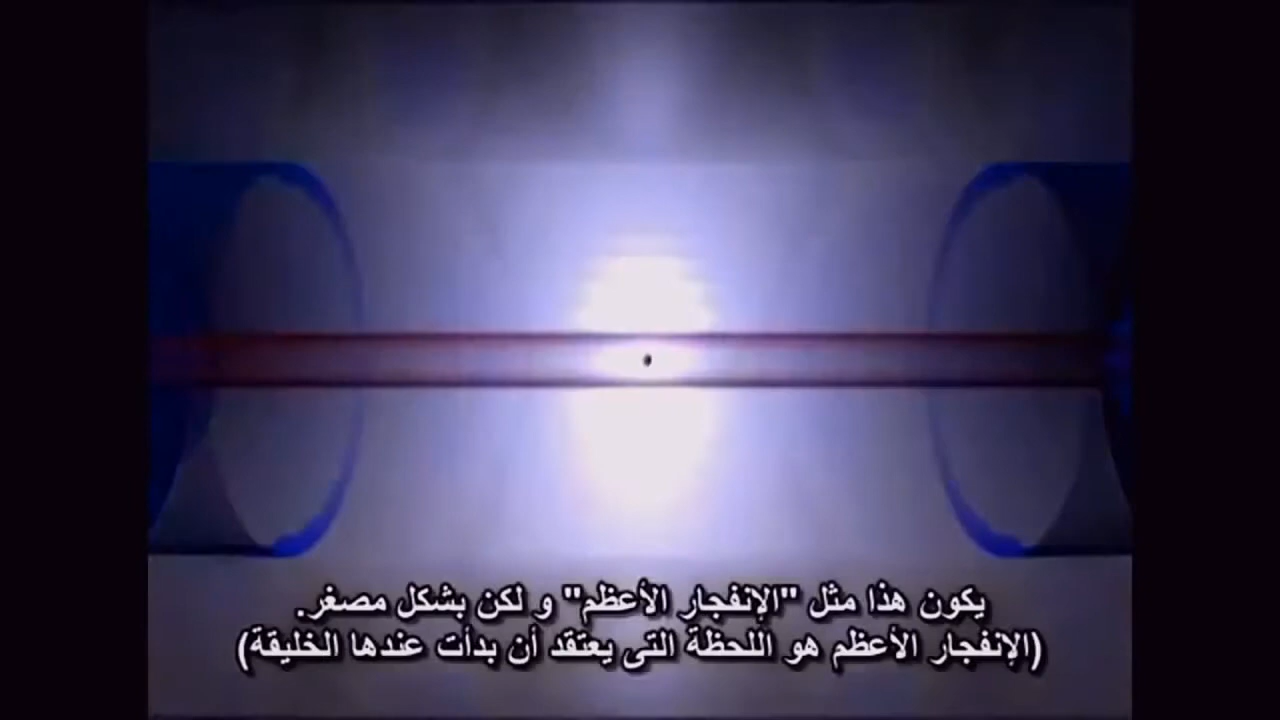 يكون هذا مثل "الإنفجار الأعظم" و لكن بشكل مصغر.
(الإنفجار الأعظم هو اللحظة التى يعتقد أن بدأت عندها الخليقة)